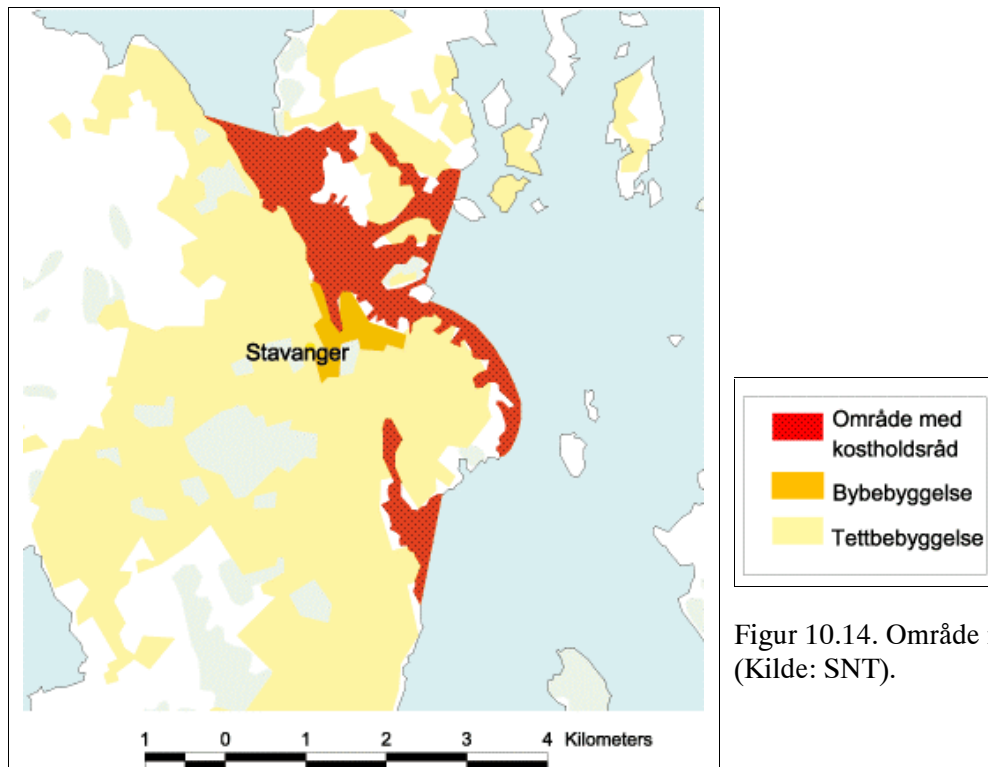 Stavanger
1 0 1 2 3 4 Kilometers
Område med
kostholdsråd
Bybebyggelse
Tettbebyggelse
Figur 10.14. Område
(Kilde: SNT).